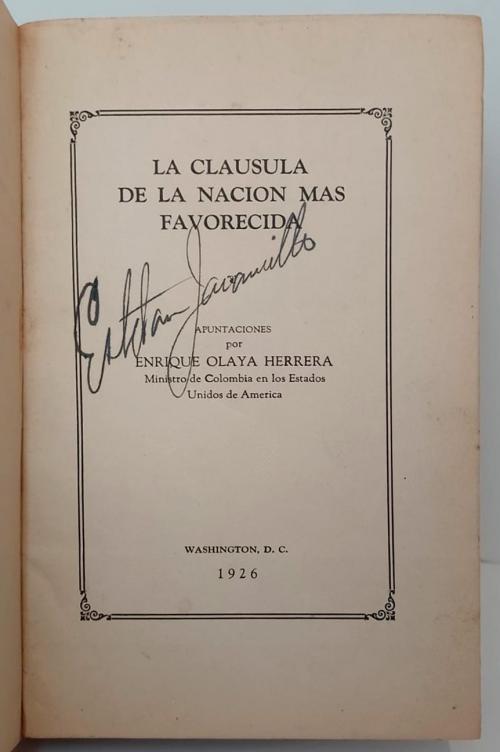 LA CLAUSULA
DE LA NACION MAS
FAVORECIDA
Esteban Jaramillo
APUNTACIONES
por
ENRIQUE OLAYA HERRERA
Ministro de Colombia en los Estados
Unidos de America
WASHINGTON, D. C.
1926